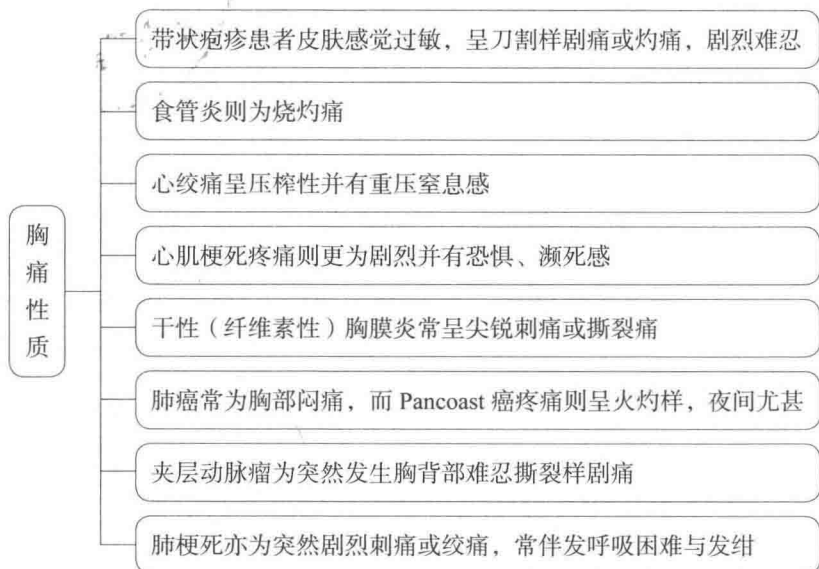 带状疱疹患者皮肤感觉过敏，呈刀割样剧痛或灼痛，剧烈难忍
食管炎则为烧灼痛
心绞痛呈压榨性并有重压窒息感
心肌梗死疼痛则更为剧烈并有恐惧、濒死感
胸痛性质
干性（纤维素性）胸膜炎常呈尖锐刺痛或撕裂痛
肺癌常为胸部闷痛，而 Pancoast 癌疼痛则呈火灼样，夜间尤甚
夹层动脉瘤为突然发生胸背部难忍撕裂样剧痛
肺梗死亦为突然剧烈刺痛或绞痛，常伴发呼吸困难与发绀